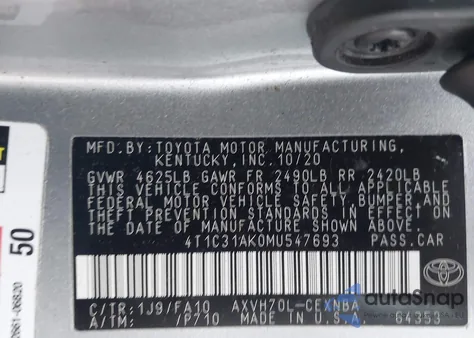 MFD. BY: TOYOTA MOTOR MANUFACTURING,
KENTUCKY, INC. 10/20
GVWR 4625LB GAWR FR 2490LB RR 2420LB
THIS VEHICLE CONFORMS TO ALL APPLICABLE
FEDERAL MOTOR VEHICLE SAFETY, BUMPER, AND
THEFT PREVENTION STANDARDS IN EFFECT ON
THE DATE OF MANUFACTURE SHOWN ABOVE.
4T1C31AK0MU547693 PASS. CAR
C/TR: 1J9/FA10 AXVH70L-CEXNBA
A/TM: /P710 MADE IN U.S.A. 64353
TOYOTA
50
autoSnap